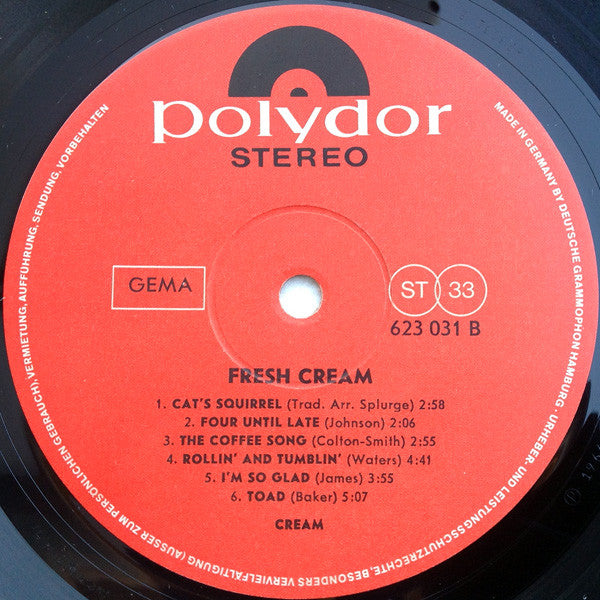 polydor
STEREO
GEMA
ST 33
623 031 B
FRESH CREAM
1. CAT'S SQUIRREL (Trad. Arr. Splurge) 2:58
2. FOUR UNTIL LATE (Johnson) 2:06
3. THE COFFEE SONG (Colton-Smith) 2:55
4. ROLLIN' AND TUMBLIN' (Waters) 4:41
5. I'M SO GLAD (James) 3:55
6. TOAD (Baker) 5:07
CREAM
MADE IN GERMANY BY DEUTSCHE GRAMMOPHON HAMBURG · URHEBER- UND LEISTUNGSSCHUTZRECHTE, BESONDERS VERVIELFÄLTIGUNG (AUSSER ZUM PERSÖNLICHEN GEBRAUCH), VERMIETUNG, AUFFÜHRUNG, SENDUNG, VORBEHALTEN